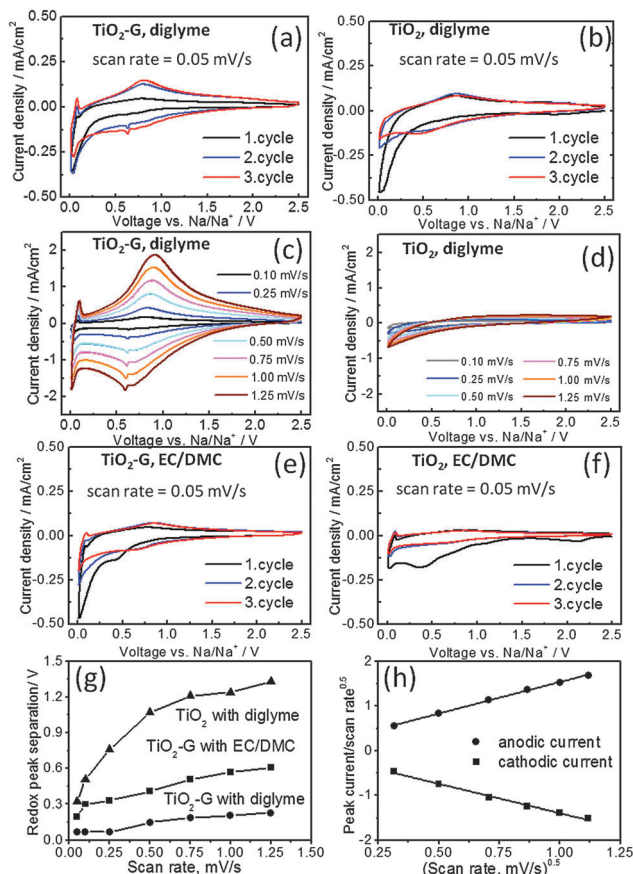 TiO₂-G, diglyme
(a)
scan rate = 0.05 mV/s
Current density / mA/cm²
0.50
0.25
0.00
-0.25
-0.50
1.cycle
2.cycle
3.cycle
0.0 0.5 1.0 1.5 2.0 2.5
Voltage vs. Na/Na⁺ / V
TiO₂, diglyme
(b)
scan rate = 0.05 mV/s
Current density / mA/cm²
0.50
0.25
0.00
-0.25
-0.50
1.cycle
2.cycle
3.cycle
0.0 0.5 1.0 1.5 2.0 2.5
Voltage vs. Na/Na⁺ / V
TiO₂-G, diglyme
(c)
Current density / mA/cm²
2
1
0
-1
-2
0.10 mV/s
0.25 mV/s
0.50 mV/s
0.75 mV/s
1.00 mV/s
1.25 mV/s
0.0 0.5 1.0 1.5 2.0 2.5
Voltage vs. Na/Na⁺ / V
TiO₂, diglyme
(d)
Current density / mA/cm²
2
1
0
-1
-2
0.10 mV/s 0.75 mV/s
0.25 mV/s 1.00 mV/s
0.50 mV/s 1.25 mV/s
0.0 0.5 1.0 1.5 2.0 2.5
Voltage vs. Na/Na⁺ / V
TiO₂-G, EC/DMC
(e)
scan rate = 0.05 mV/s
Current density / mA/cm²
0.50
0.25
0.00
-0.25
-0.50
1.cycle
2.cycle
3.cycle
0.0 0.5 1.0 1.5 2.0 2.5
Voltage vs. Na/Na⁺ / V
TiO₂, EC/DMC
(f)
scan rate = 0.05 mV/s
Current density / mA/cm²
0.50
0.25
0.00
-0.25
-0.50
1.cycle
2.cycle
3.cycle
0.0 0.5 1.0 1.5 2.0 2.5
Voltage vs. Na/Na⁺ / V
(g)
Redox peak separation/ V
1.5
1.2
0.9
0.6
0.3
0.0
TiO₂ with diglyme
TiO₂-G with EC/DMC
TiO₂-G with diglyme
0.00 0.25 0.50 0.75 1.00 1.25
Scan rate, mV/s
(h)
Peak current/scan rate⁰·⁵
2
1
0
-1
-2
anodic current
cathodic current
0.25 0.50 0.75 1.00 1.25
(Scan rate, mV/s)⁰·⁵